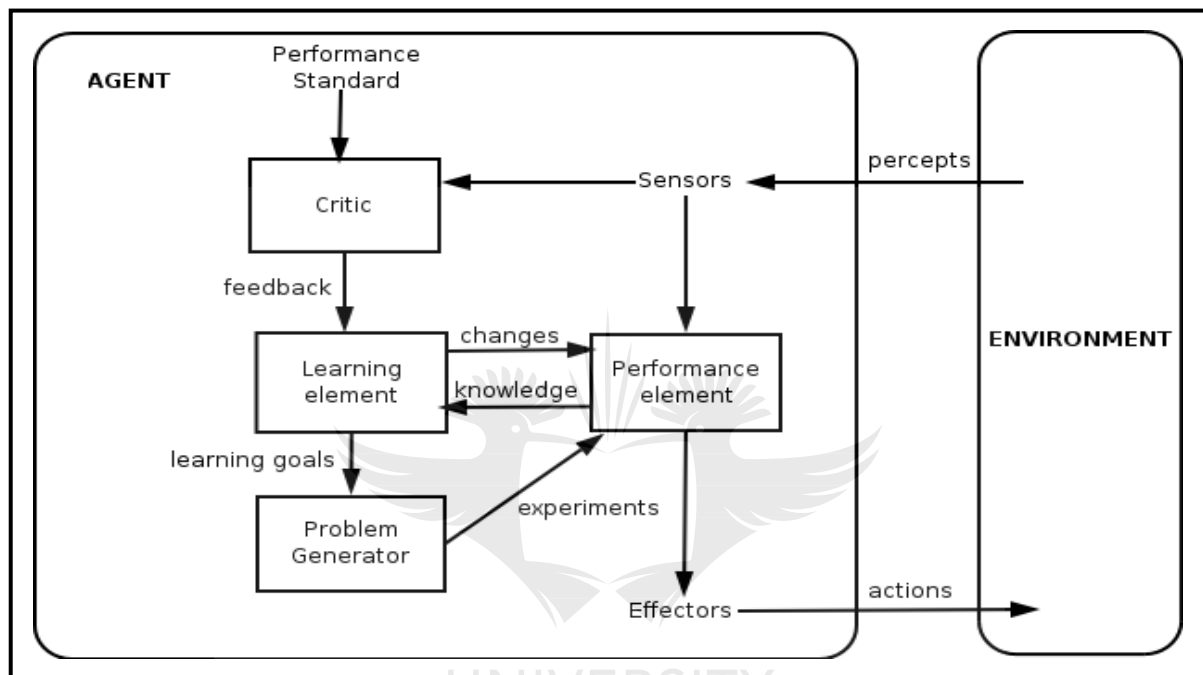 Performance
Standard
AGENT
percepts
Sensors
Critic
feedback
changes
ENVIRONMENT
Learning
element
Performance
element
knowledge
learning goals
experiments
Problem
Generator
actions
Effectors
UNIVERSITY